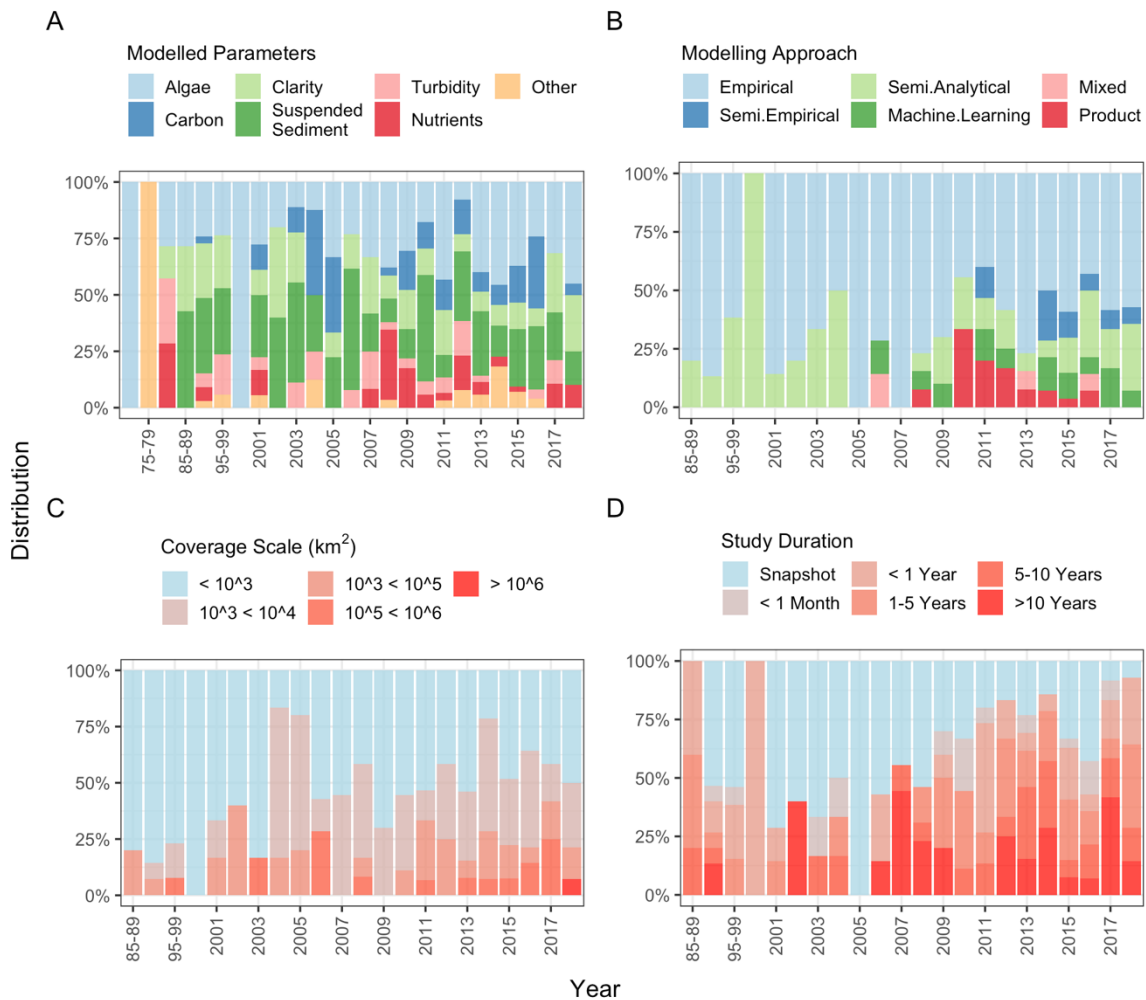 A
Modelled Parameters
Algae
Clarity
Turbidity
Other
Carbon
Suspended
Sediment
Nutrients
100%
75%
50%
25%
0%
75-79
85-89
95-99
2001
2003
2005
2007
2009
2011
2013
2015
2017
B
Modelling Approach
Empirical
Semi.Analytical
Mixed
Semi.Empirical
Machine.Learning
Product
100%
75%
50%
25%
0%
85-89
95-99
2001
2003
2005
2007
2009
2011
2013
2015
2017
Distribution
C
Coverage Scale (km²)
< 10^3
10^3 < 10^5
> 10^6
10^3 < 10^4
10^5 < 10^6
100%
75%
50%
25%
0%
85-89
95-99
2001
2003
2005
2007
2009
2011
2013
2015
2017
D
Study Duration
Snapshot
< 1 Year
5-10 Years
< 1 Month
1-5 Years
>10 Years
100%
75%
50%
25%
0%
85-89
95-99
2001
2003
2005
2007
2009
2011
2013
2015
2017
Year